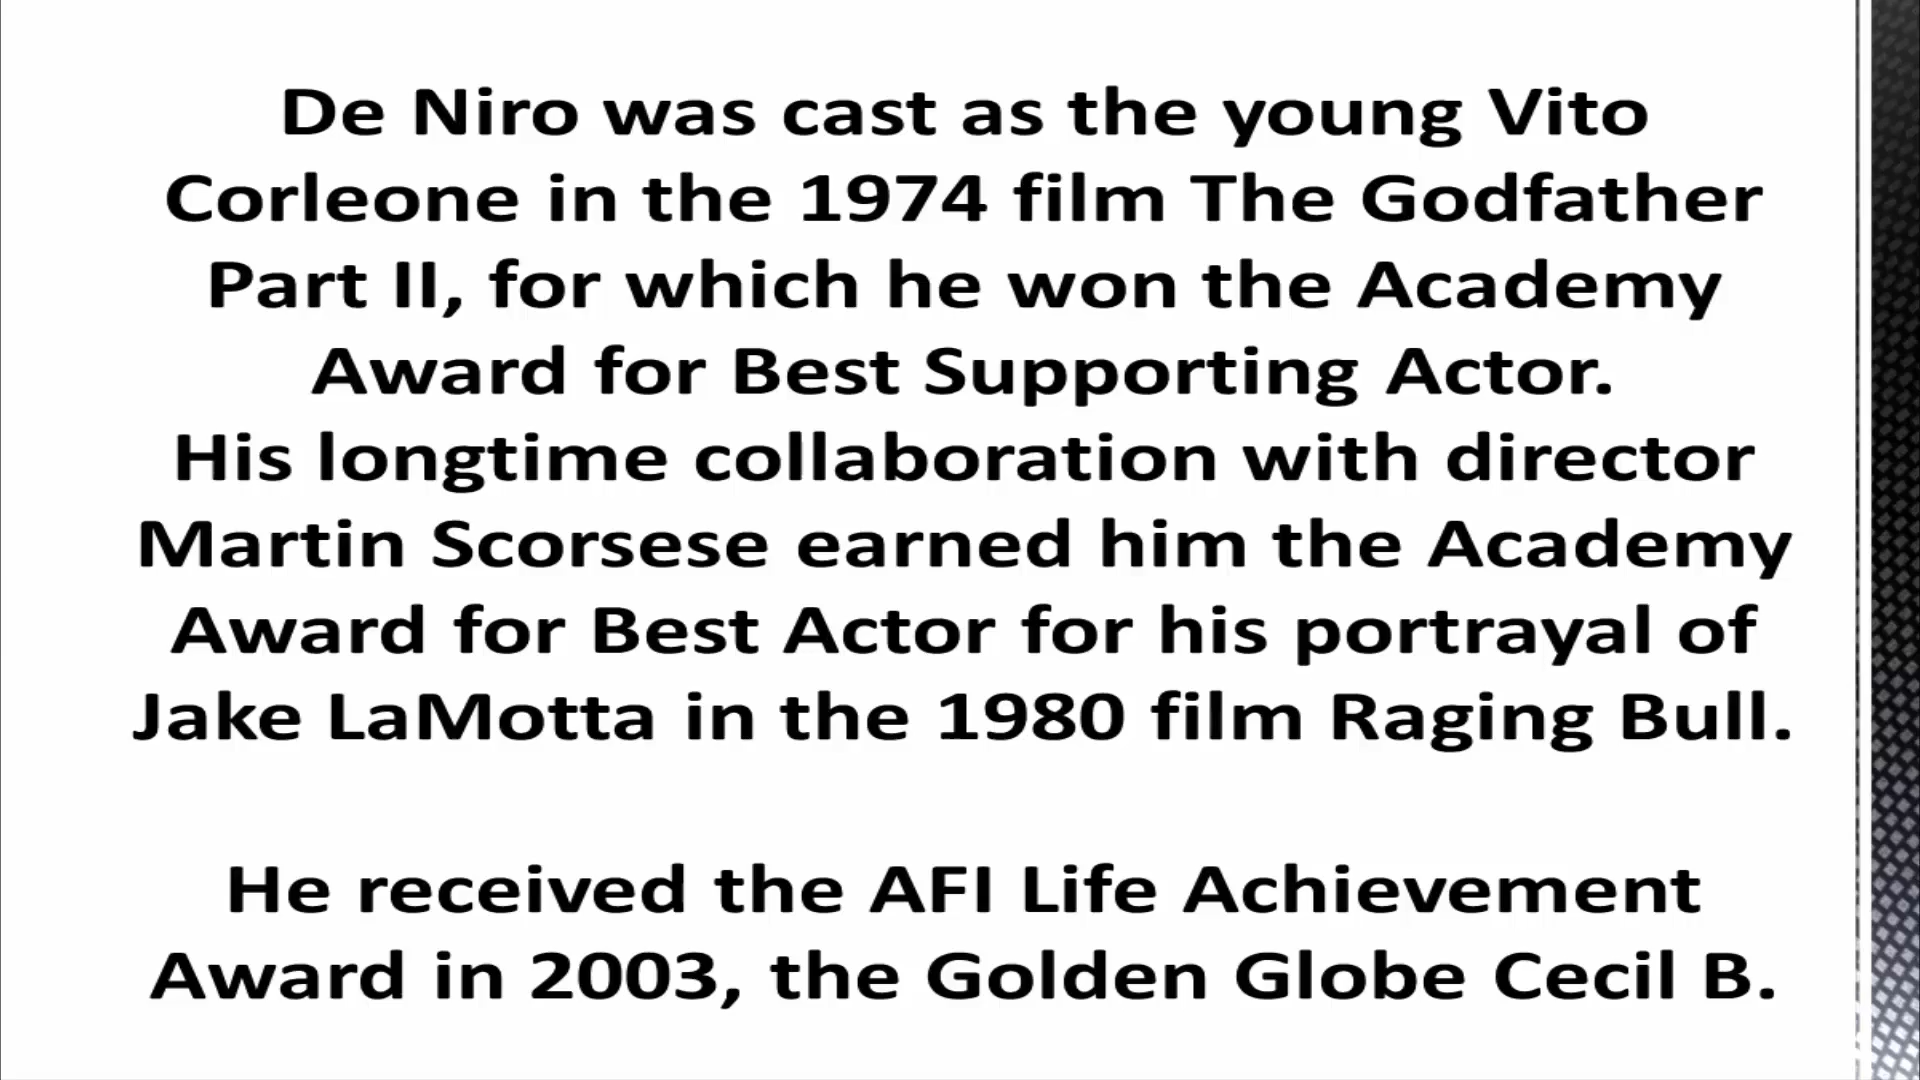 De Niro was cast as the young Vito
Corleone in the 1974 film The Godfather
Part II, for which he won the Academy
Award for Best Supporting Actor.
His longtime collaboration with director
Martin Scorsese earned him the Academy
Award for Best Actor for his portrayal of
Jake LaMotta in the 1980 film Raging Bull.
He received the AFI Life Achievement
Award in 2003, the Golden Globe Cecil B.